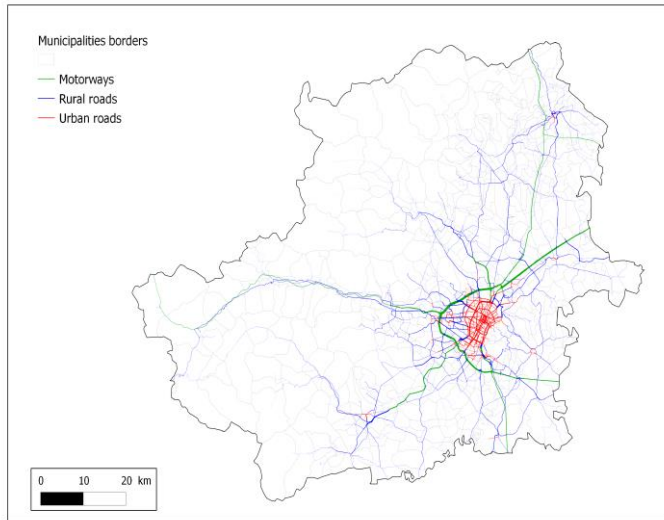 Municipalities borders
Motorways
Rural roads
Urban roads
0 10 20 km